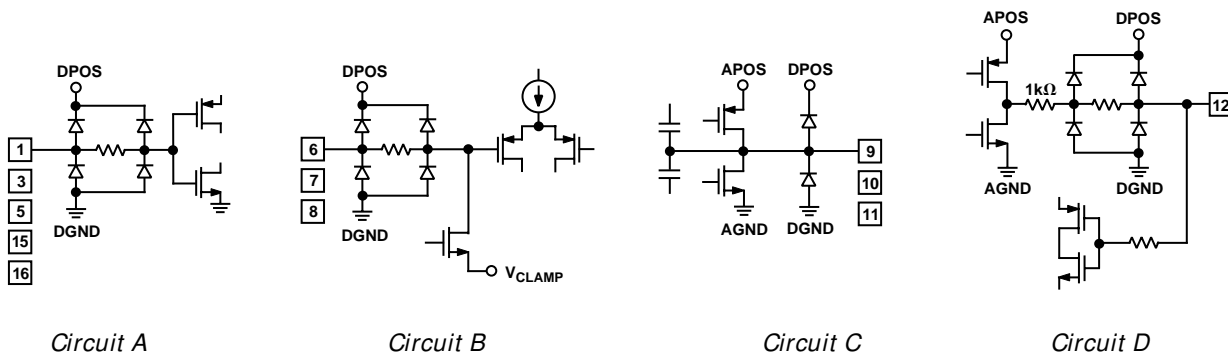 DPOS
1
3
5
15
16
DGND
Circuit A
DPOS
6
7
8
DGND
VCLAMP
Circuit B
APOS
DPOS
9
10
11
AGND
DGND
Circuit C
APOS
DPOS
1kΩ
12
AGND
DGND
Circuit D